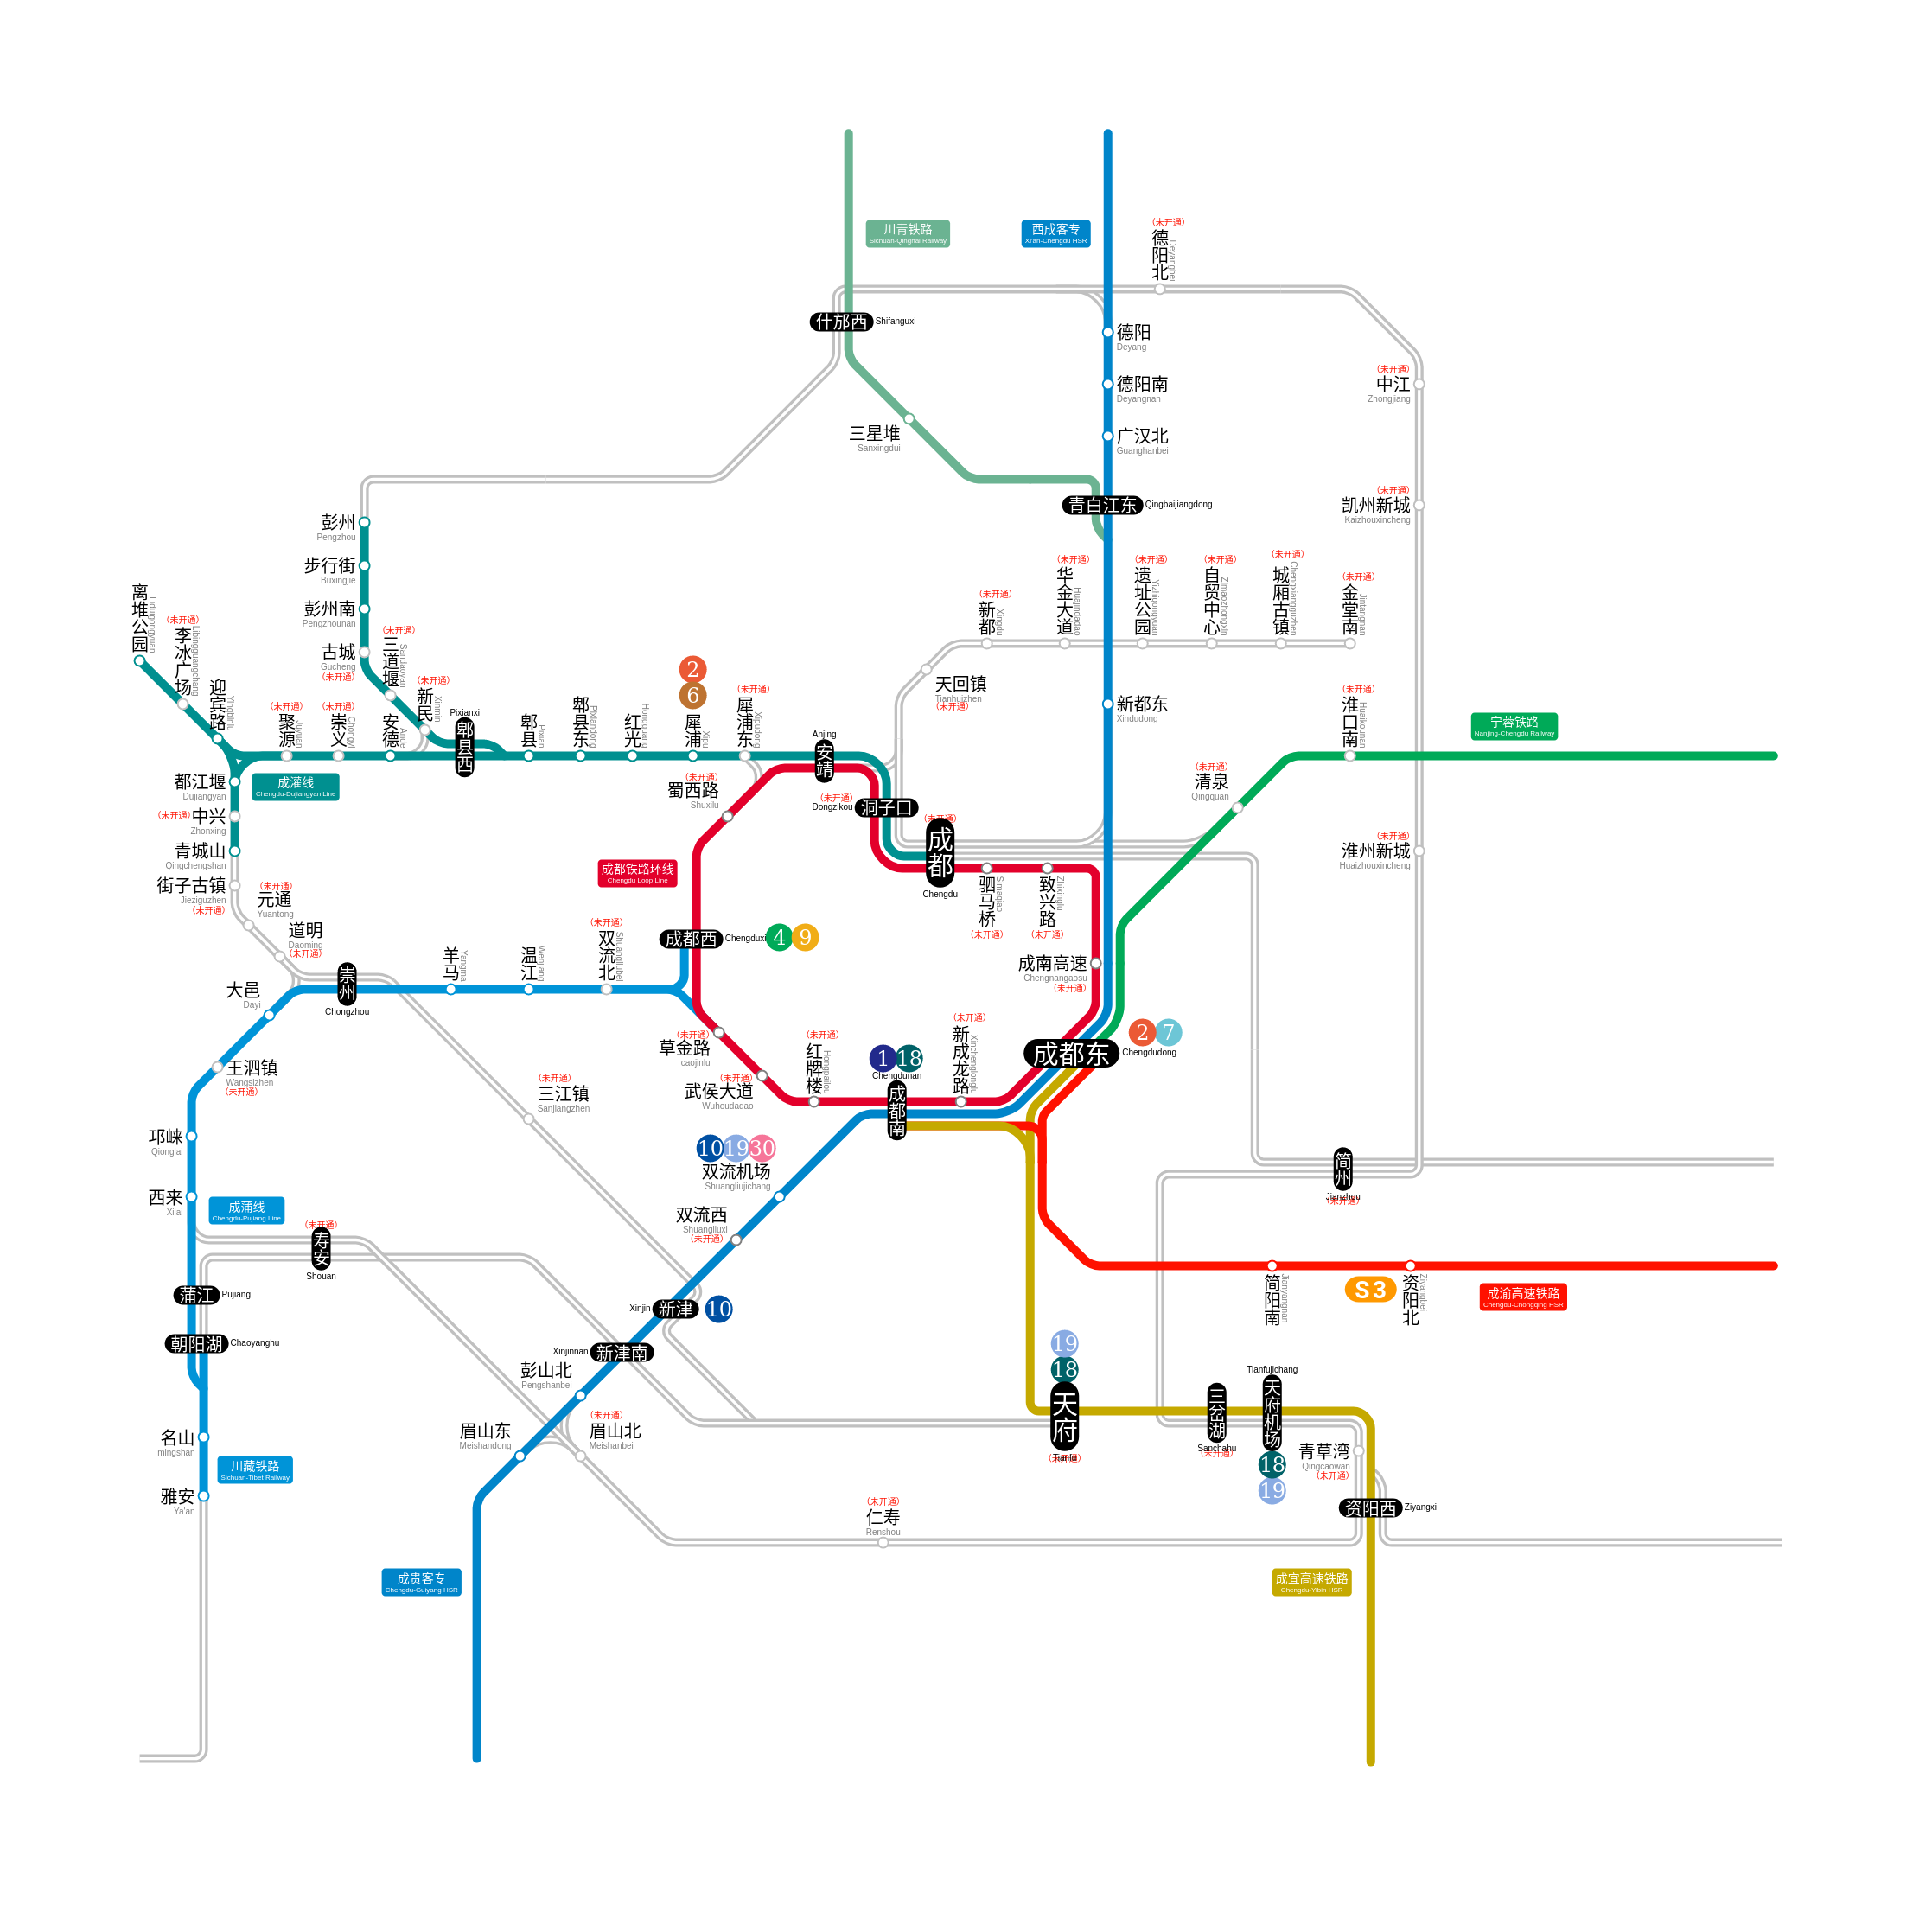 川青铁路
Sichuan-Qinghai Railway
西成客专
Xi'an-Chengdu HSR
(未开通)
德阳北
Deyangbei
什邡西
Shifanguxi
德阳
Deyang
德阳南
Deyangnan
(未开通)
中江
Zhongjiang
三星堆
Sanxingdui
广汉北
Guanghanbei
青白江东
Qingbaijiangdong
(未开通)
凯州新城
Kaizhouxincheng
彭州
Pengzhou
步行街
Buxingjie
彭州南
Pengzhounan
古城
Gucheng
(未开通)
离堆公园
Liduigongyuan
(未开通)
李冰广场
Libingguangchang
迎宾路
Yingbinlu
(未开通)
三道堰
Sandaoyan
(未开通)
新民
Xinmin
(未开通)
聚源
Juyuan
(未开通)
崇义
Chongyi
安德
Ande
Pixianxi
郫县西
郫县
Pixian
郫县东
Pixiandong
红光
Hongguang
2
6
犀浦
Xipu
(未开通)
犀浦东
Xipudong
Anjing
安靖
(未开通)
新都
Xingdu
(未开通)
华金大道
Huajindadao
(未开通)
遗址公园
Yizhigongyuan
(未开通)
自贸中心
Zimaozhongxin
(未开通)
城厢古镇
Chengxiangguzhen
(未开通)
金堂南
Jintangnan
天回镇
Tianhuizhen
(未开通)
新都东
Xindudong
(未开通)
淮口南
Huaikounan
宁蓉铁路
Nanjing-Chengdu Railway
都江堰
Dujiangyan
成灌线
Chengdu-Dujiangyan Line
(未开通)
中兴
Zhonxing
青城山
Qingchengshan
街子古镇
Jieziguzhen
(未开通)
(未开通)
元通
Yuantong
道明
Daoming
(未开通)
(未开通)
蜀西路
Shuxilu
(未开通)
Dongzikou
洞子口
(未开通)
成都
Chengdu
(未开通)
清泉
Qingquan
(未开通)
淮州新城
Huaizhouxincheng
成都铁路环线
Chengdu Loop Line
驷马桥
Simaqiao
(未开通)
致兴路
Zhixinglu
(未开通)
成都西
Chengduxi
4
9
成南高速
Chengnangaosu
(未开通)
崇州
Chongzhou
羊马
Yangma
温江
Wenjiang
(未开通)
双流北
Shuangliubei
大邑
Dayi
王泗镇
Wangsizhen
(未开通)
(未开通)
草金路
caojinlu
(未开通)
武侯大道
Wuhoudadao
(未开通)
红牌楼
Hongpailou
1
18
Chengdunan
成都南
(未开通)
新成龙路
Xinchenglonglu
成都东
Chengdudong
2
7
(未开通)
三江镇
Sanjiangzhen
邛崃
Qionglai
西来
Xilai
成蒲线
Chengdu-Pujiang Line
10
19
30
双流机场
Shuangliujichang
双流西
Shuangliuxi
(未开通)
简州
Jianzhou
(未开通)
(未开通)
寿安
Shouan
蒲江
Pujiang
朝阳湖
Chaoyanghu
Xinjin
新津
10
Xinjinnan
新津南
彭山北
Pengshanbei
简阳南
Jianyangnan
S3
资阳北
Ziyangbei
成渝高速铁路
Chengdu-Chongqing HSR
19
18
天府
Tianfu
(未开通)
三岔湖
Sanchahu
(未开通)
Tianfujichang
天府机场
18
19
青草湾
Qingcaowan
(未开通)
资阳西
Ziyangxi
名山
mingshan
川藏铁路
Sichuan-Tibet Railway
雅安
Ya'an
眉山东
Meishandong
(未开通)
眉山北
Meishanbei
(未开通)
仁寿
Renshou
成贵客专
Chengdu-Guiyang HSR
成宜高速铁路
Chengdu-Yibin HSR